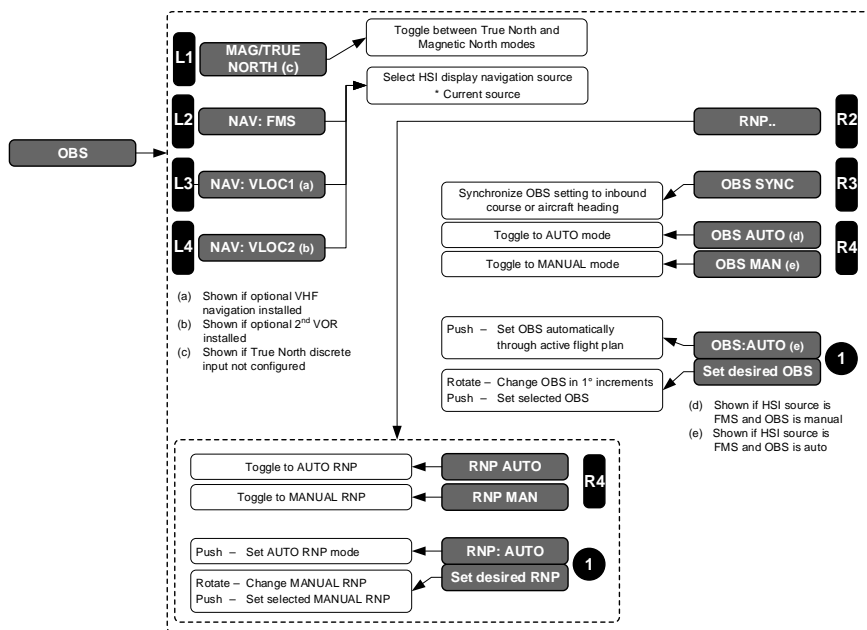 OBS
L1
MAG/TRUE
NORTH (c)
Toggle between True North and
Magnetic North modes
Select HSI display navigation source
* Current source
L2
NAV: FMS
L3
NAV: VLOC1 (a)
L4
NAV: VLOC2 (b)
(a) Shown if optional VHF
navigation installed
(b) Shown if optional 2nd VOR
installed
(c) Shown if True North discrete
input not configured
RNP..
R2
Synchronize OBS setting to inbound
course or aircraft heading
OBS SYNC
R3
Toggle to AUTO mode
OBS AUTO (d)
R4
Toggle to MANUAL mode
OBS MAN (e)
Push – Set OBS automatically
through active flight plan
OBS:AUTO (e)
1
Rotate – Change OBS in 1° increments
Push – Set selected OBS
Set desired OBS
(d) Shown if HSI source is
FMS and OBS is manual
(e) Shown if HSI source is
FMS and OBS is auto
Toggle to AUTO RNP
RNP AUTO
R4
Toggle to MANUAL RNP
RNP MAN
Push – Set AUTO RNP mode
RNP: AUTO
1
Rotate – Change MANUAL RNP
Push – Set selected MANUAL RNP
Set desired RNP